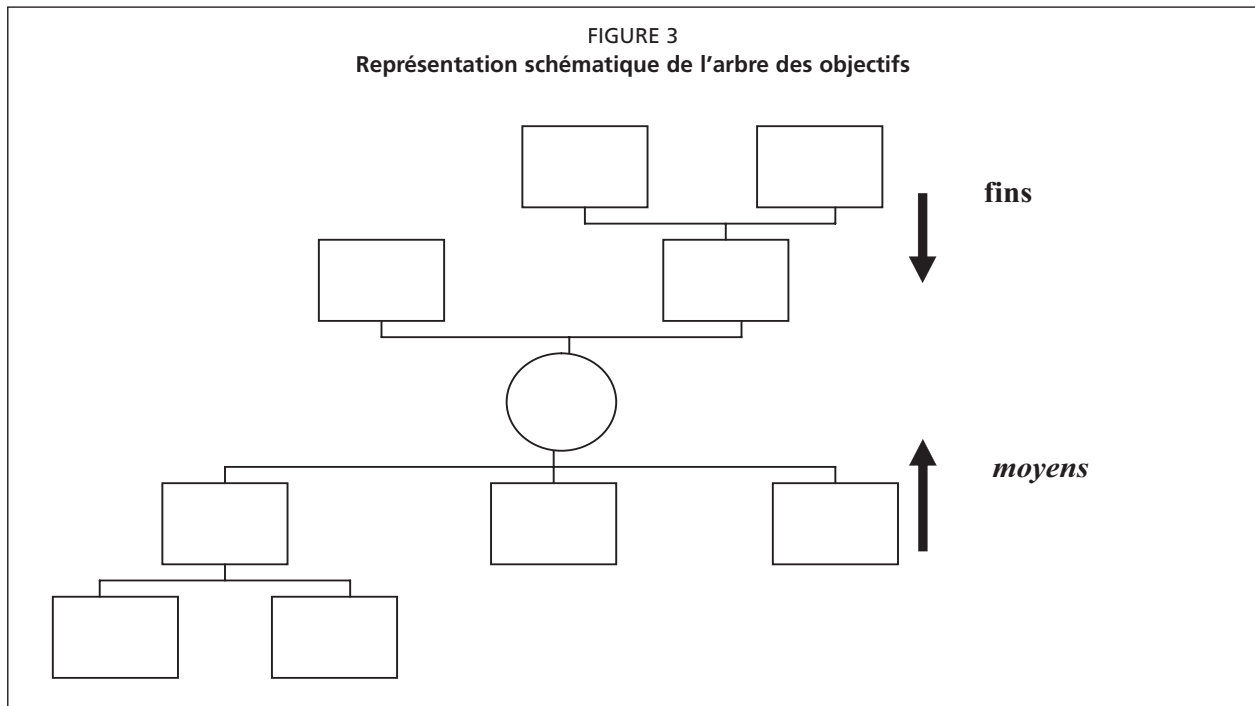 FIGURE 3
Représentation schématique de l’arbre des objectifs
fins
moyens